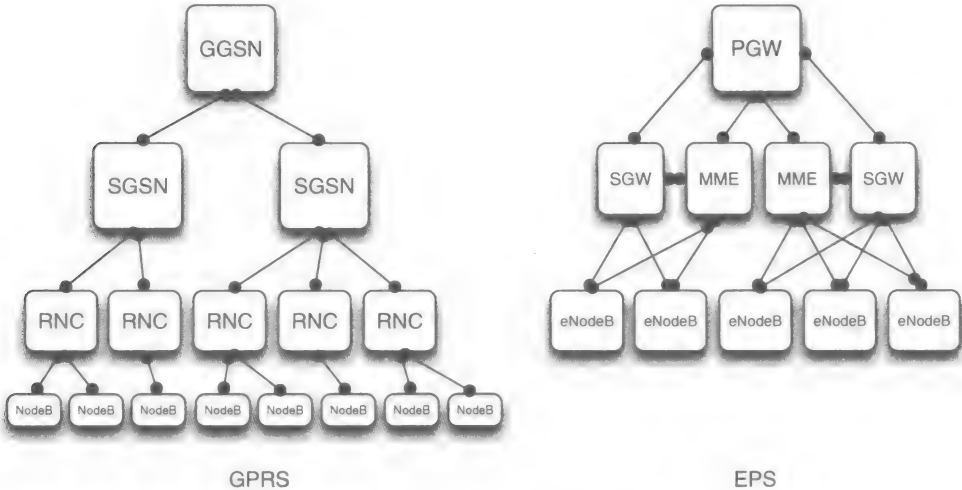 GGSN
PGW
SGSN SGSN
SGW MME MME SGW
RNC RNC RNC RNC RNC
eNodeB eNodeB eNodeB eNodeB eNodeB
NodeB NodeB NodeB NodeB NodeB NodeB NodeB NodeB
GPRS
EPS